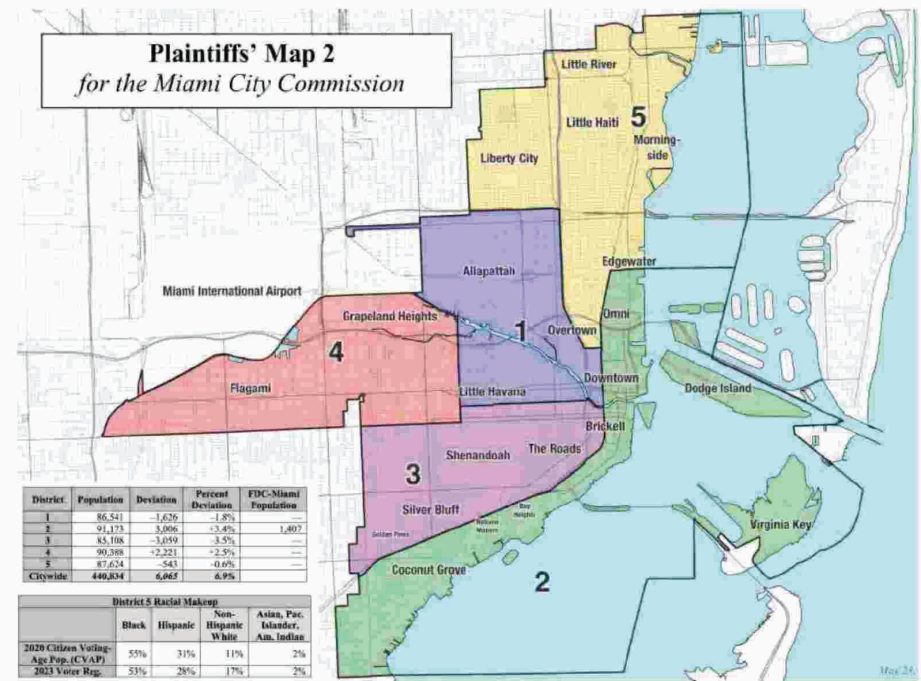 Plaintiffs' Map 2
for the Miami City Commission
Little River
Little Haiti
5
Morning-
side
Liberty City
Edgewater
Allapattah
Miami International Airport
Grapeland Heights
Omni
1
Overtown
4
Flagami
Downtown
Dodge Island
Little Havana
Brickell
The Roads
Shenandoah
3
Silver Bluff
Bay
Heights
Natoma
Manors
Golden Pines
Virginia Key
Coconut Grove
2
District Population Deviation Percent Deviation FDC-Miami Population
1 86,541 –1,626 –1.8% —
2 91,173 3,006 +3.4% 1,407
3 85,108 –3,059 –3.5% —
4 90,388 +2,221 +2.5% —
5 87,624 –543 –0.6% —
Citywide 440,834 6,065 6.9%
District 5 Racial Makeup
Black Hispanic Non-Hispanic White Asian, Pac. Islander, Am. Indian
2020 Citizen Voting-Age Pop. (CVAP) 55% 31% 11% 2%
2023 Voter Reg. 53% 28% 17% 2%